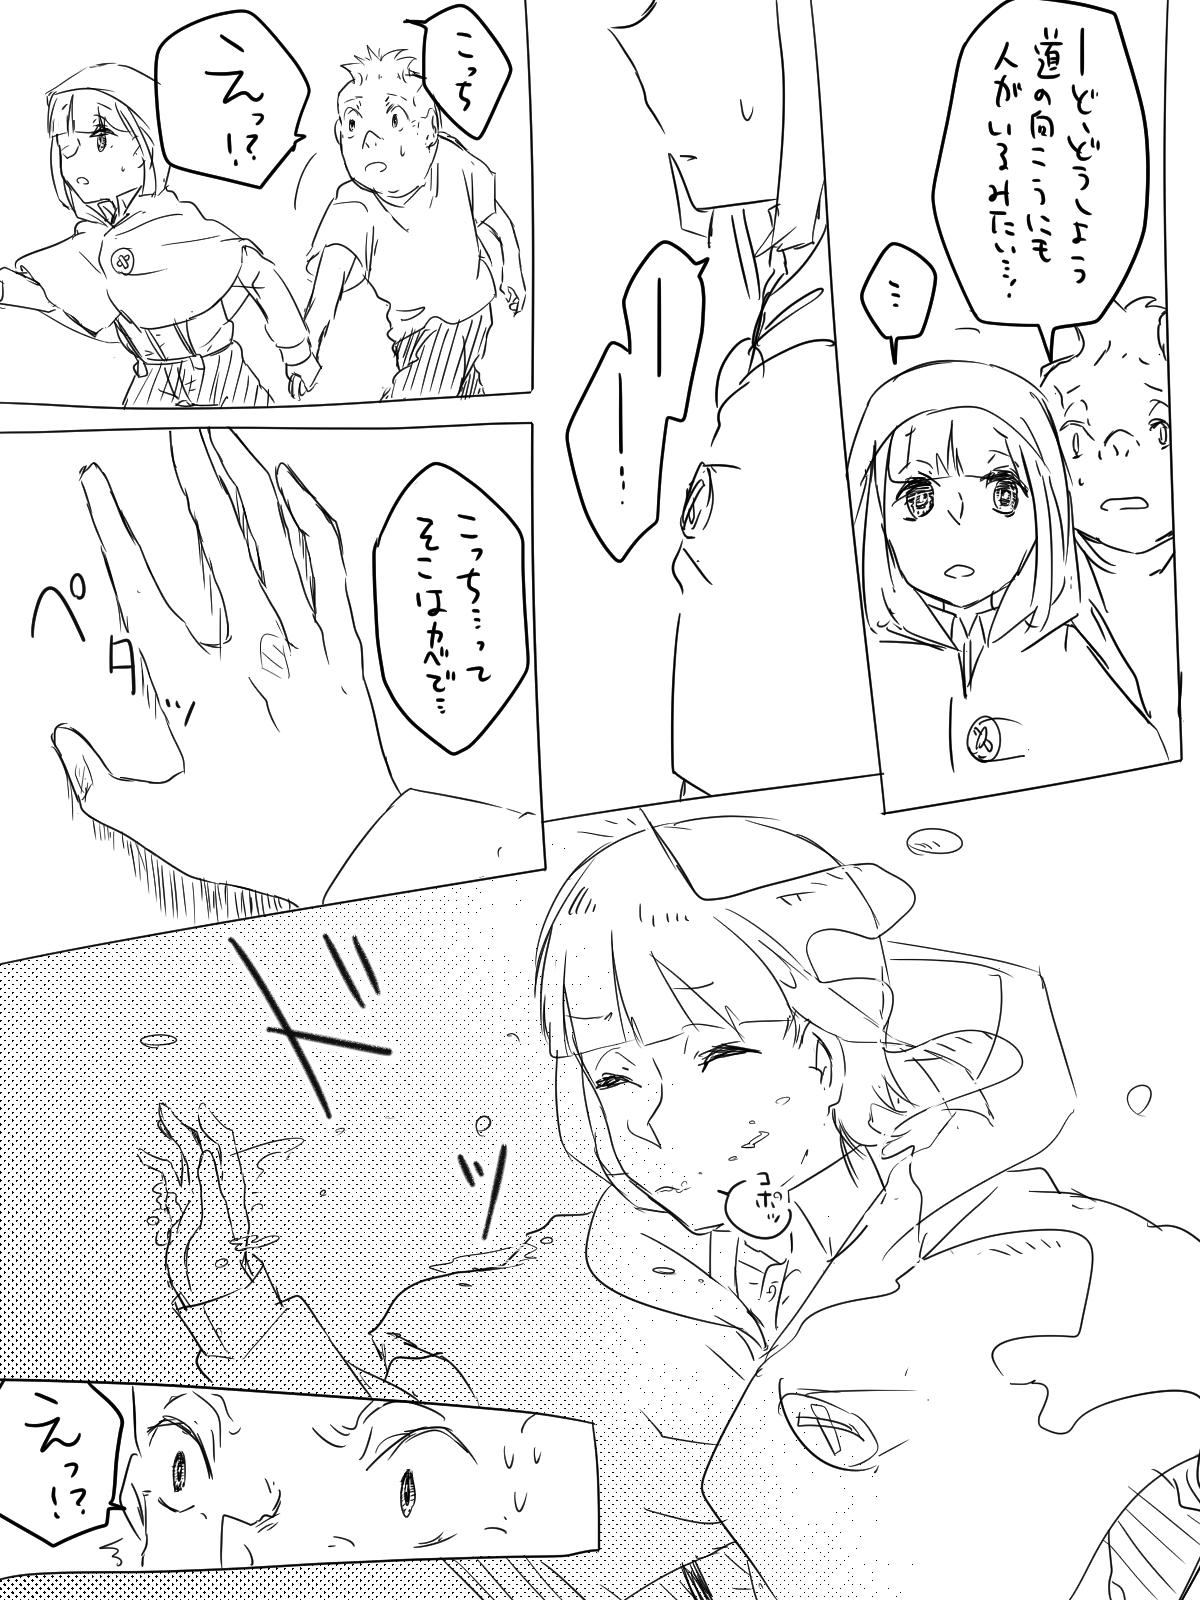 ーど、どうしよう
道の向こうにも
人がいるみたい…。
…
ーー…
こっち
えっ!?
こっち…って
そこはカベで…
ペタッ
ドプッ
コポッ
えっ!?